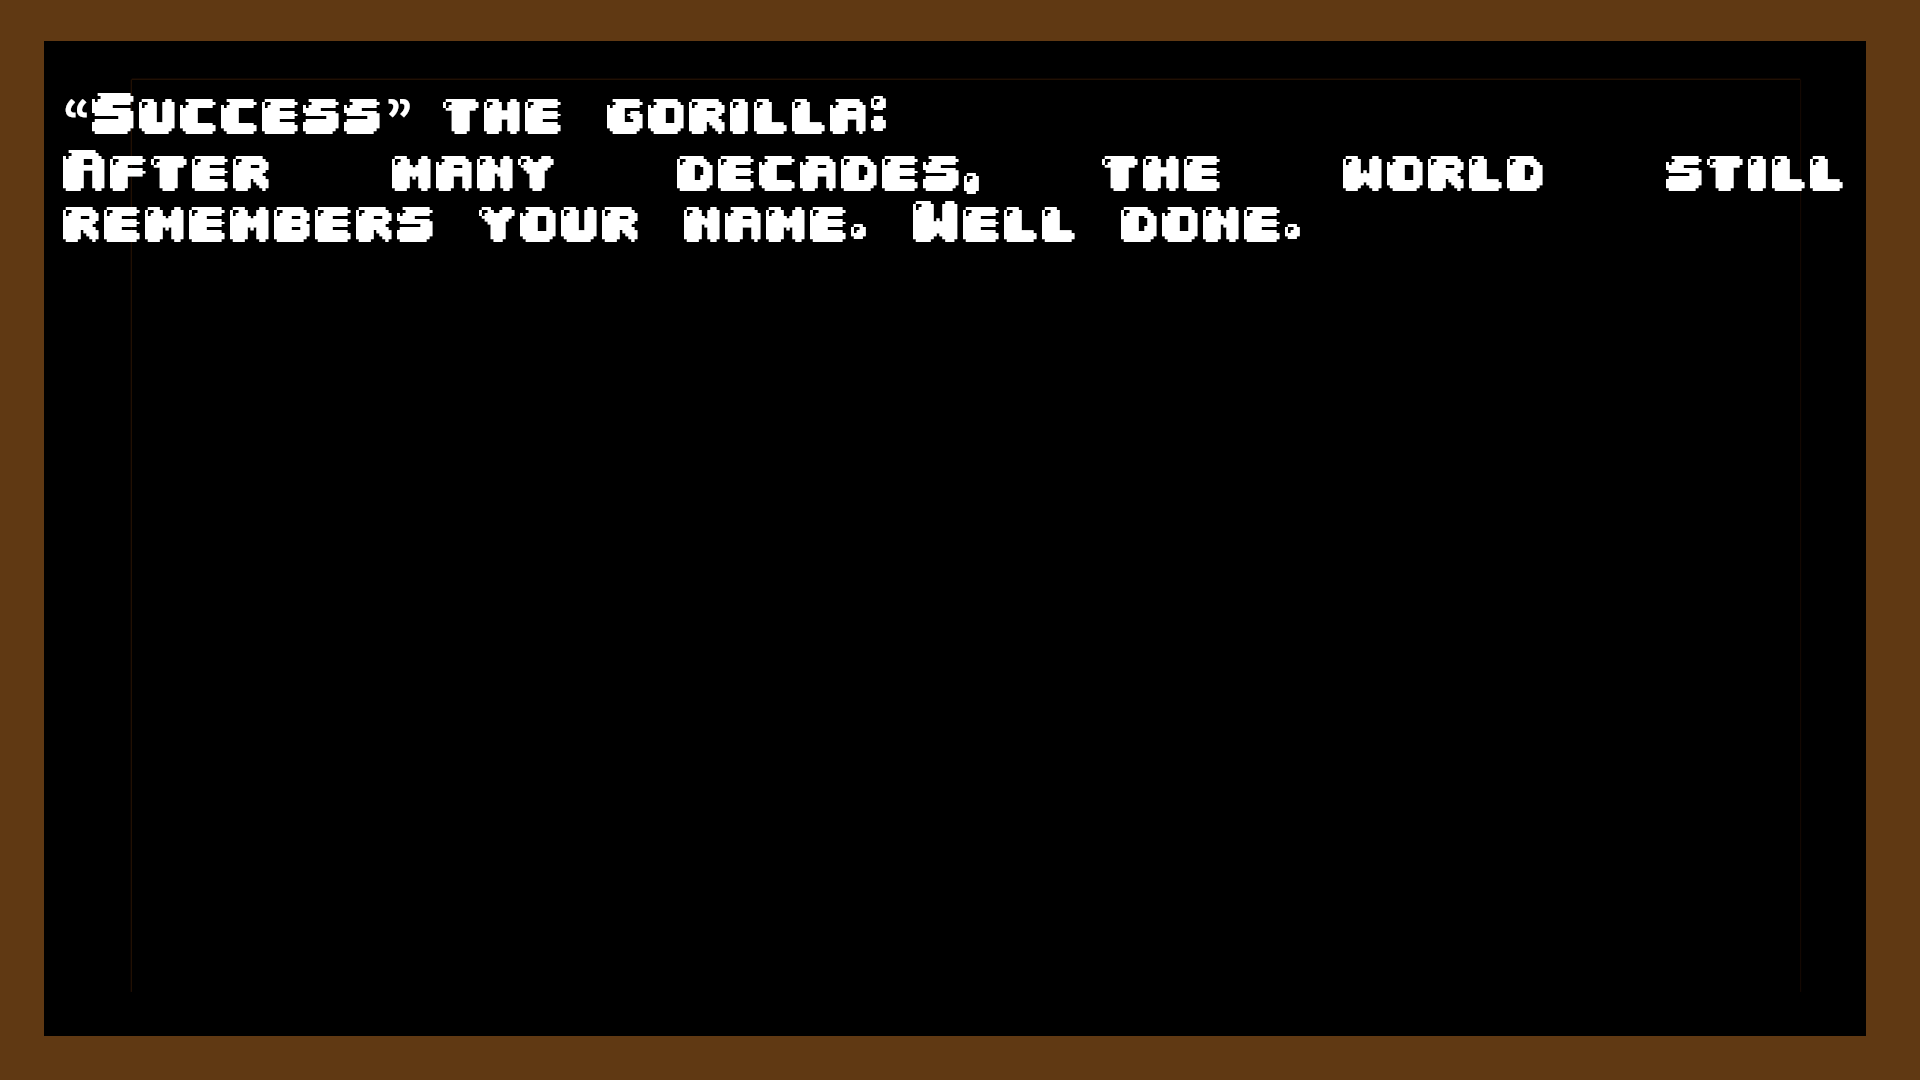 “Success” the gorilla:
After many decades, the world still
remembers your name. Well done.